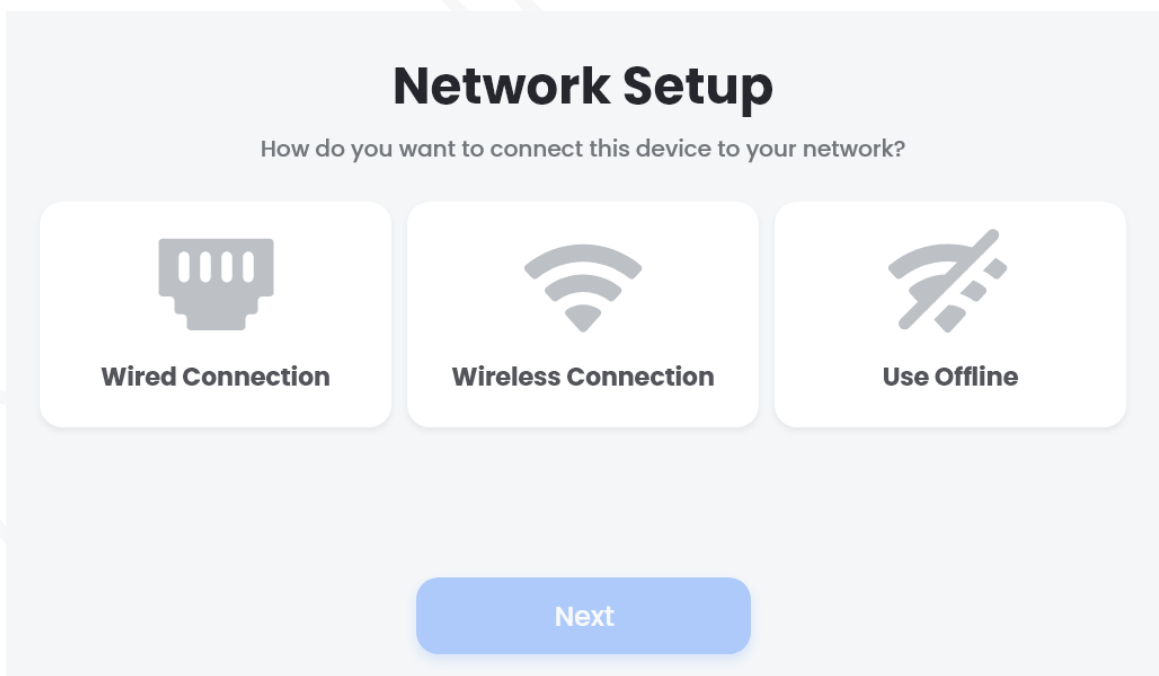 Network Setup
How do you want to connect this device to your network?
Wired Connection
Wireless Connection
Use Offline
Next